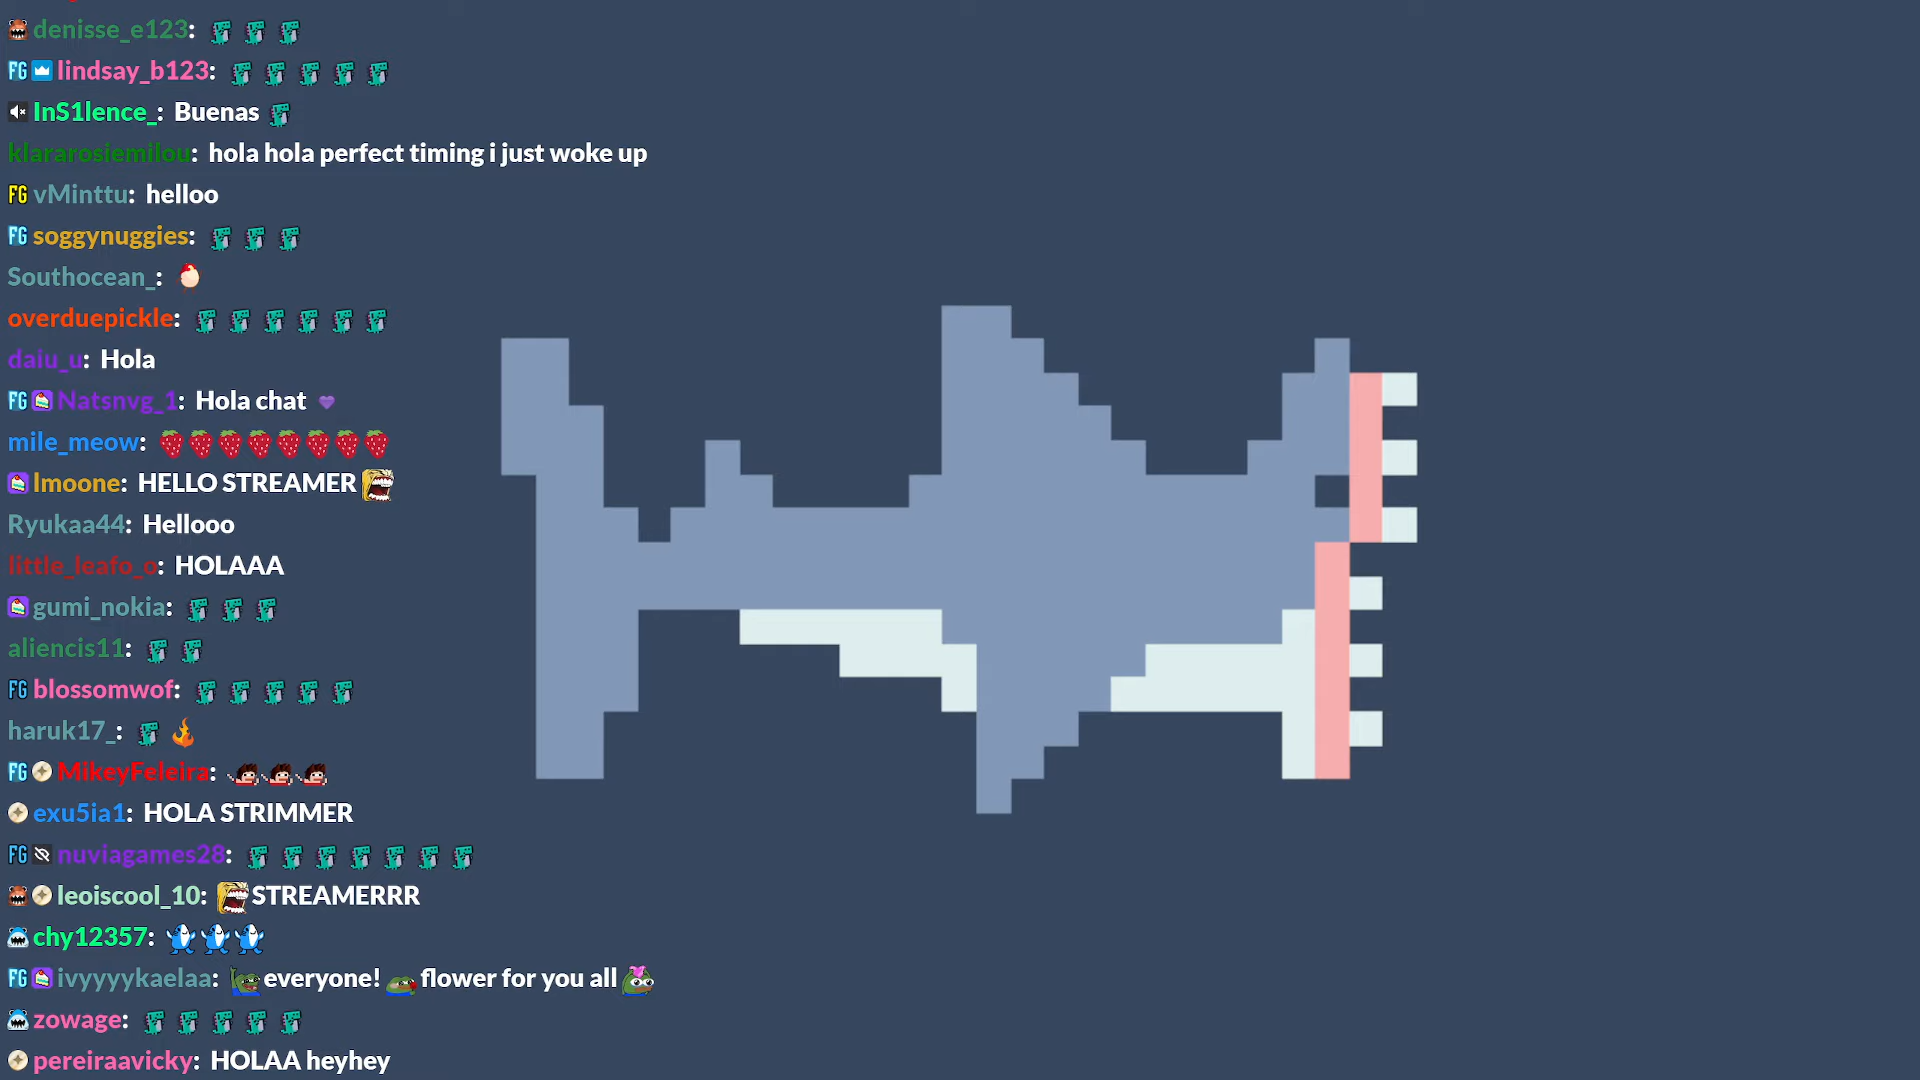 denisse_e123:
FG lindsay_b123:
InS1lence_: Buenas
klararosiemilou: hola hola perfect timing i just woke up
FG vMinttu: helloo
FG soggynuggies:
Southocean_:
overduepickle:
daiu_u: Hola
FG Natsnvg_1: Hola chat
mile_meow:
lmoone: HELLO STREAMER
Ryukaa44: Hellooo
little_leafo_o: HOLAAA
gumi_nokia:
aliencis11:
FG blossomwof:
haruk17_:
FG MikeyFeleira:
exu5ia1: HOLA STRIMMER
FG nuviagames28:
leoiscool_10: STREAMERRR
chy12357:
FG ivyyyykaelaa: everyone! flower for you all
zowage:
pereiraavicky: HOLAA heyhey